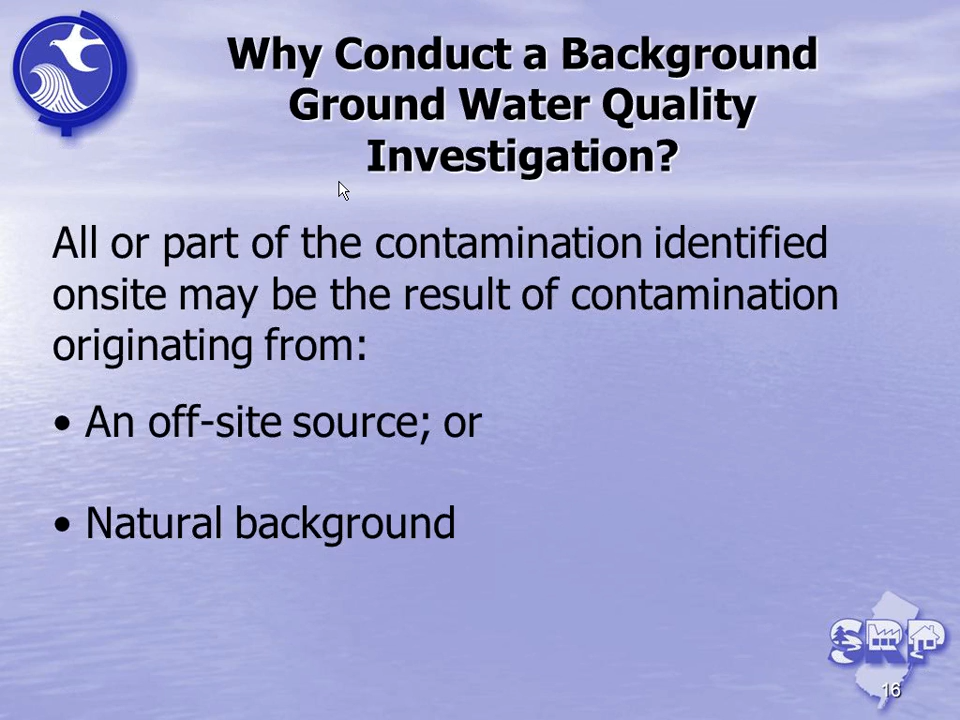 Why Conduct a Background
Ground Water Quality
Investigation?
All or part of the contamination identified
onsite may be the result of contamination
originating from:
• An off-site source; or
• Natural background
SRP
16